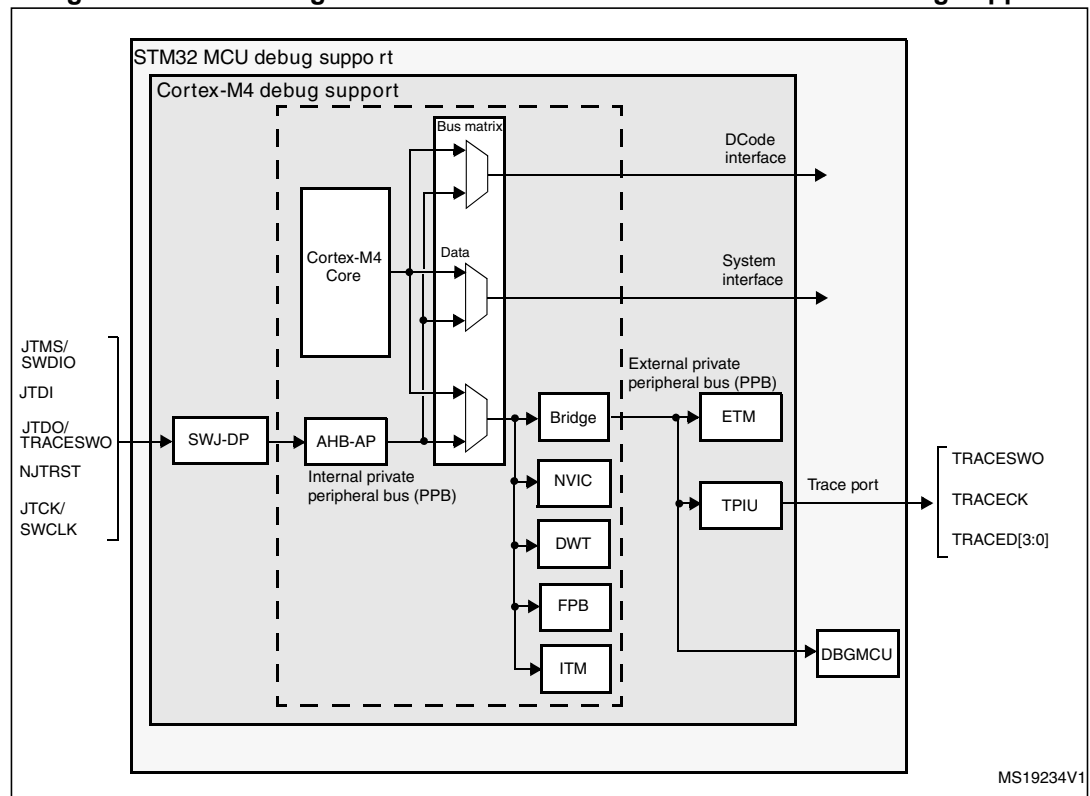 STM32 MCU debug suppo rt
Cortex-M4 debug support
Bus matrix
DCode
interface
Cortex-M4
Core
Data
System
interface
JTMS/
SWDIO
JTDI
JTDO/
TRACESWO
NJTRST
JTCK/
SWCLK
SWJ-DP
AHB-AP
Internal private
peripheral bus (PPB)
External private
peripheral bus (PPB)
Bridge
NVIC
DWT
FPB
ITM
ETM
TPIU
Trace port
TRACESWO
TRACECK
TRACED[3:0]
DBGMCU
MS19234V1